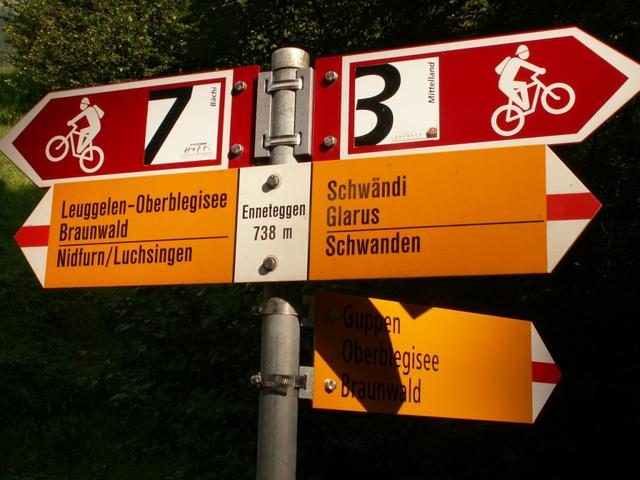 7
Bächi
3
Mittelland
Leuggelen-Oberblegisee
Braunwald
Nidfurn/Luchsingen
Enneteggen
738 m
Schwändi
Glarus
Schwanden
Guppen
Oberblegisee
Braunwald